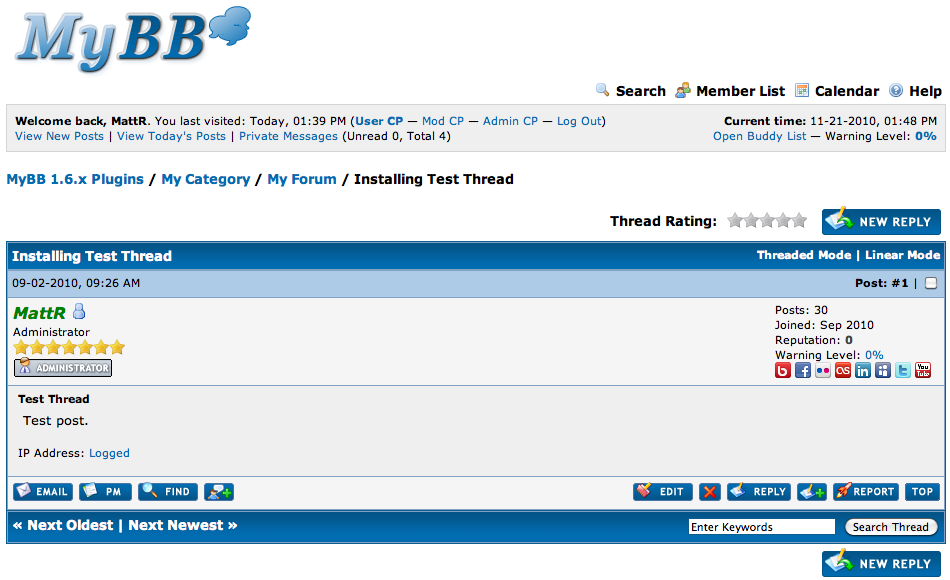 MyBB
Search Member List Calendar Help
Welcome back, MattR. You last visited: Today, 01:39 PM (User CP — Mod CP — Admin CP — Log Out)
Current time: 11-21-2010, 01:48 PM
View New Posts | View Today's Posts | Private Messages (Unread 0, Total 4)
Open Buddy List — Warning Level: 0%
MyBB 1.6.x Plugins / My Category / My Forum / Installing Test Thread
Thread Rating:
NEW REPLY
Installing Test Thread
Threaded Mode | Linear Mode
09-02-2010, 09:26 AM
Post: #1 |
MattR
Administrator
ADMINISTRATOR
Posts: 30
Joined: Sep 2010
Reputation: 0
Warning Level: 0%
b f os in t You Tube
Test Thread
Test post.
IP Address: Logged
EMAIL PM FIND
EDIT REPLY REPORT TOP
« Next Oldest | Next Newest »
Enter Keywords Search Thread
NEW REPLY